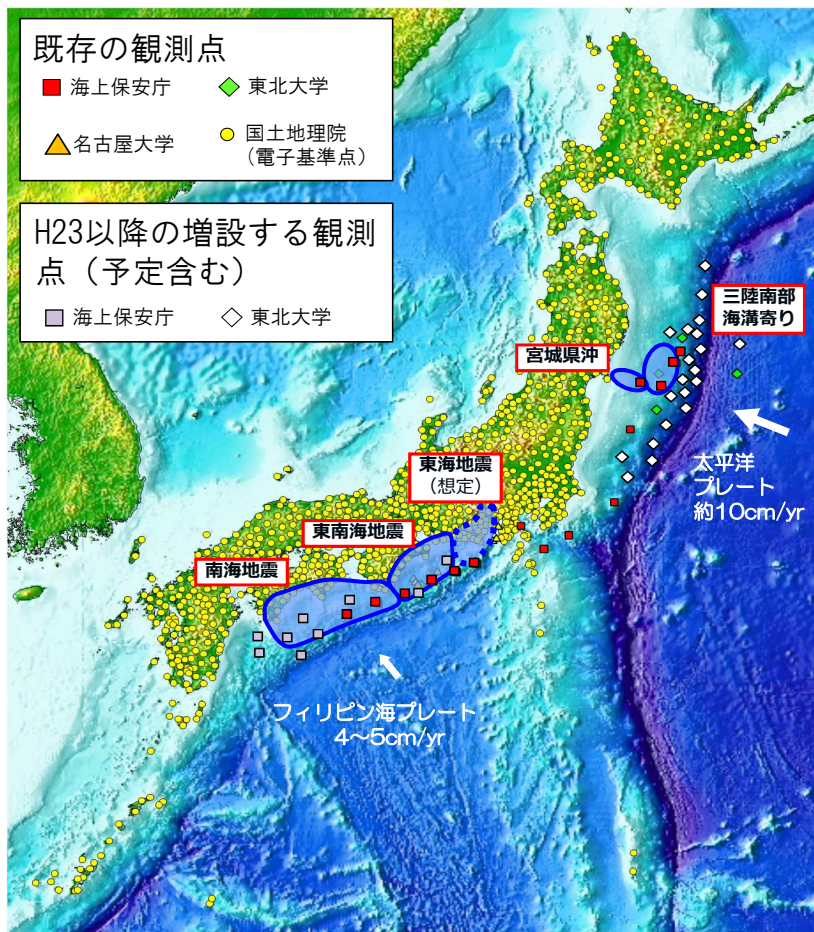 既存の観測点
海上保安庁
東北大学
名古屋大学
国土地理院
(電子基準点)
H23以降の増設する観測
点（予定含む）
海上保安庁
東北大学
三陸南部
海溝寄り
宮城県沖
太平洋
プレート
約10cm/yr
東海地震
(想定)
東南海地震
南海地震
フィリピン海プレート
4〜5cm/yr